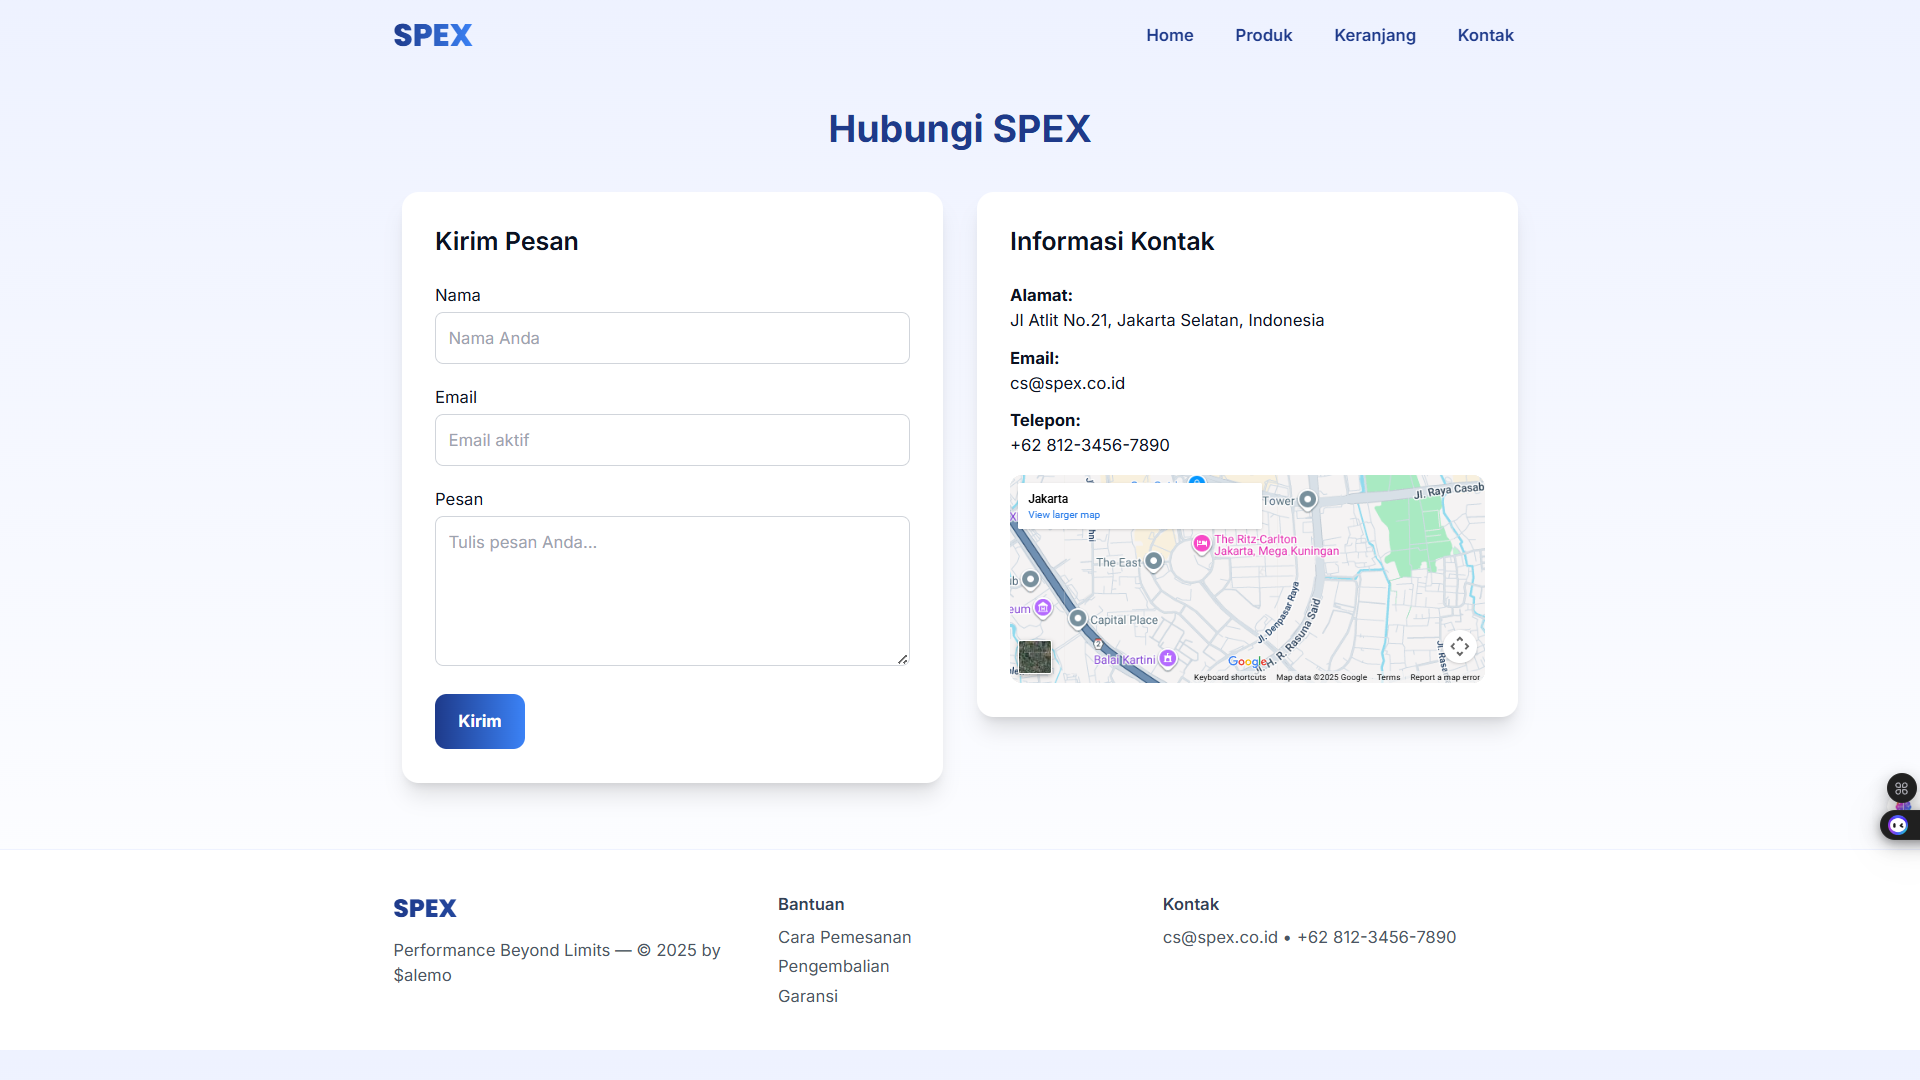 SPEX
Home
Produk
Keranjang
Kontak
Hubungi SPEX
Kirim Pesan
Nama
Nama Anda
Email
Email aktif
Pesan
Tulis pesan Anda...
Kirim
Informasi Kontak
Alamat:
Jl Atlit No.21, Jakarta Selatan, Indonesia
Email:
cs@spex.co.id
Telepon:
+62 812-3456-7890
Jakarta
View larger map
Tower
Jl. Raya Casab
The Ritz-Carlton
Jakarta, Mega Kuningan
The East
eum
Capital Place
2
Balai Kartini
Jl. Denpasar Raya
Jl. H. R. Rasuna Said
Google
Keyboard shortcuts
Map data ©2025 Google
Terms
Report a map error
SPEX
Performance Beyond Limits — © 2025 by
$alemo
Bantuan
Cara Pemesanan
Pengembalian
Garansi
Kontak
cs@spex.co.id • +62 812-3456-7890